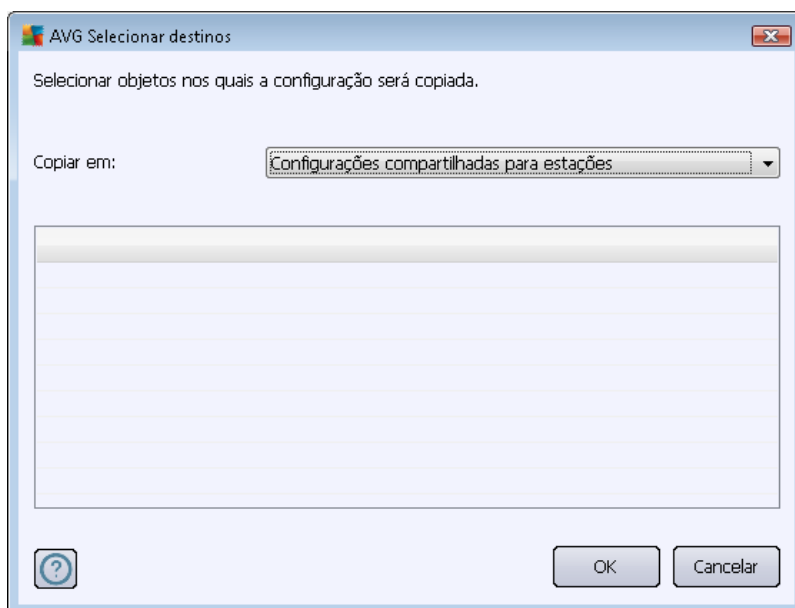 AVG Selecionar destinos
Selecionar objetos nos quais a configuração será copiada.
Copiar em:
Configurações compartilhadas para estações
?
OK
Cancelar